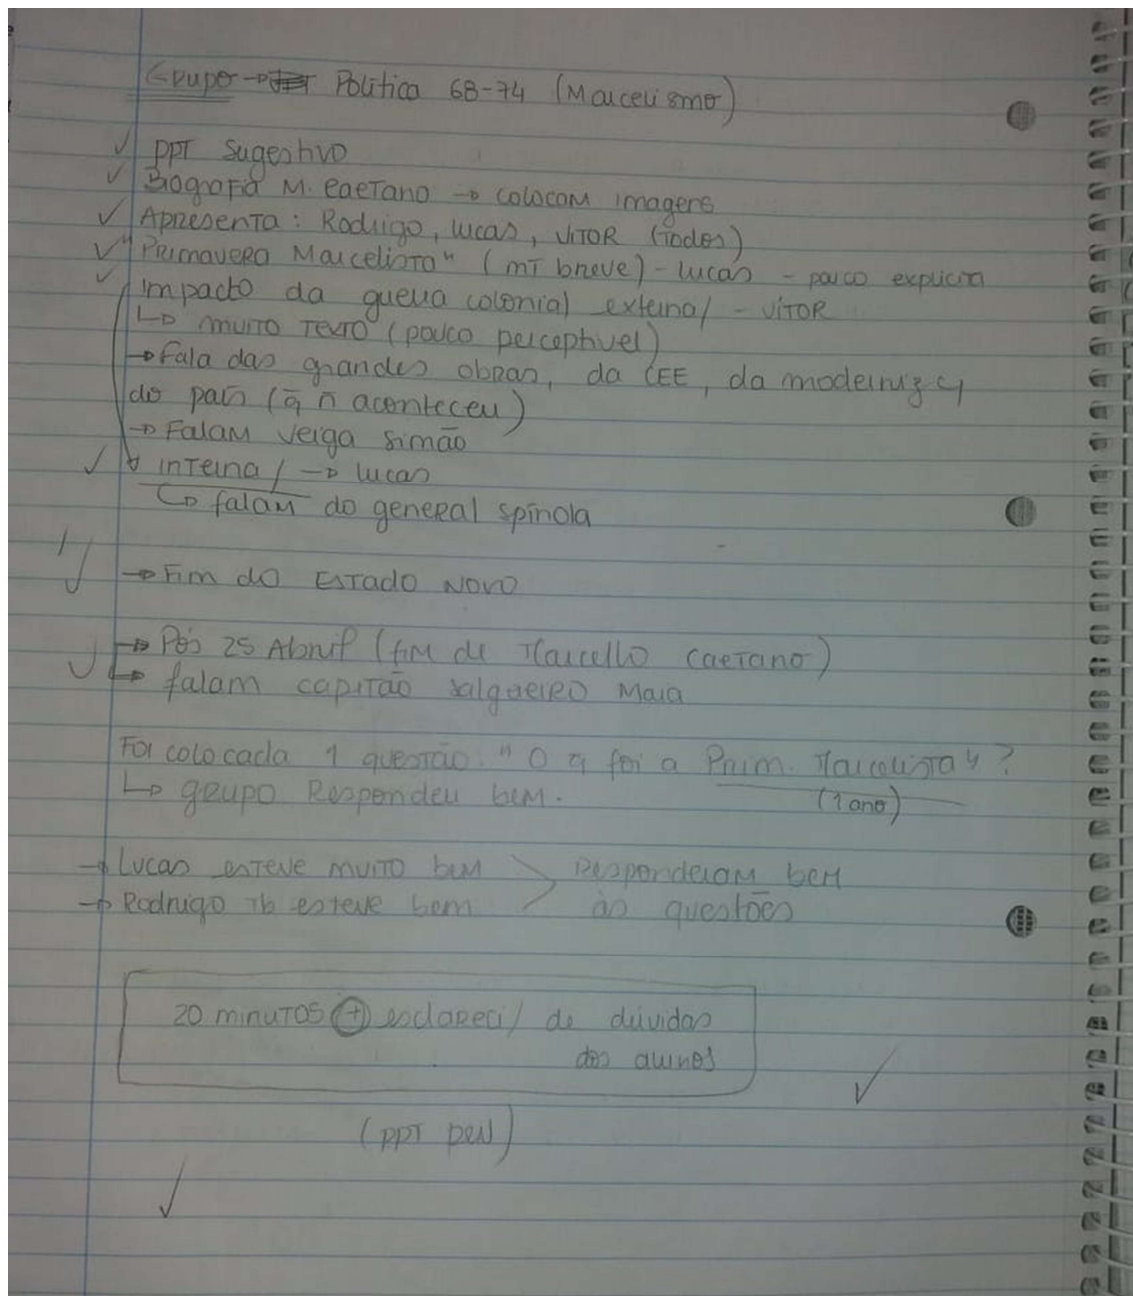 Grupo → Politica 68-74 (Marcelismo)
✓ PPT sugestivo
✓ Biografia M. Caetano → colocam imagens
✓ Apresenta: Rodrigo, Lucas, Vitor (todos)
✓ "Primavera Marcelista" (mt breve) - Lucas - pouco explicita
✓ impacto da guerra colonial externa/ - Vitor
↳ muito texto (pouco perceptivel)
→ Fala das grandes obras, da CEE, da moderniz
do país (q̃ ñ aconteceu)
→ Falam Veiga Simão
✓ interna/ → Lucas
↳ falam do general spinola
✓ → Fim do Estado Novo
→ Pós 25 Abril (fim de Marcello Caetano)
✓ → falam capitão Salgueiro Maia
Foi colocada 1 questão: "O q̃ foi a Prim. Marcelista"?
↳ grupo Respondeu bem. (1 ano)
→ Lucas esteve muito bem > Responderam bem
→ Rodrigo tb esteve bem às questões
20 minutos + esclareci/ de dúvidas
dos alunos
✓
(PPT pen)
✓